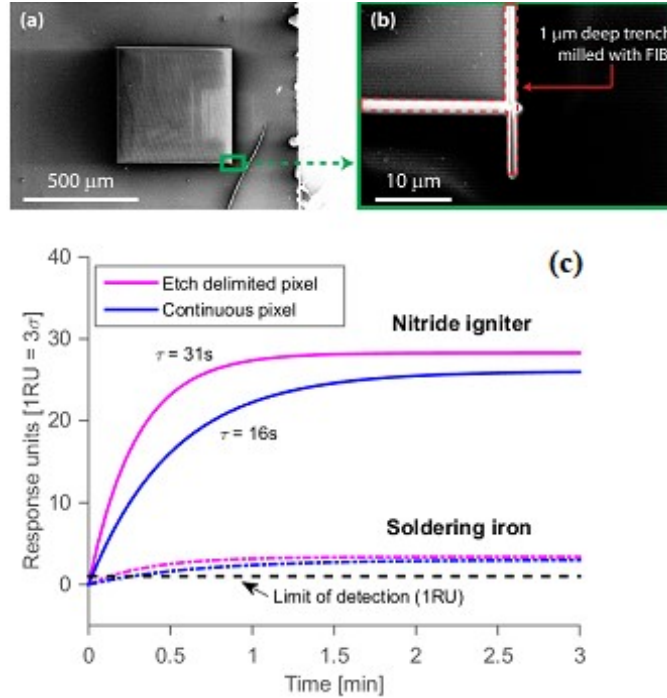 (a)
500 μm
(b)
1 μm deep trench
milled with FIB
10 μm
(c)
40
30
20
10
0
Response units [1RU = 3σ]
Etch delimited pixel
Continuous pixel
Nitride igniter
τ = 31s
τ = 16s
Soldering iron
Limit of detection (1RU)
0
0.5
1
1.5
2
2.5
3
Time [min]